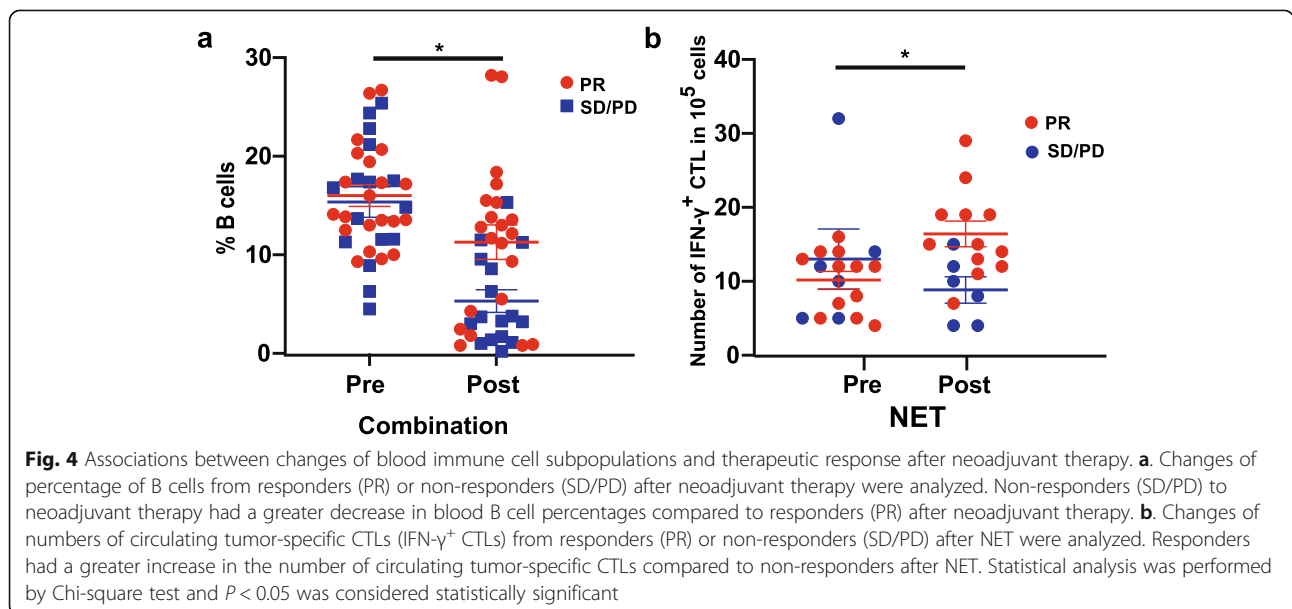 a
*
30
20
10
0
% B cells
PR
SD/PD
Pre
Post
Combination
b
*
40
30
20
10
0
Number of IFN-γ⁺ CTL in 10⁵ cells
PR
SD/PD
Pre
Post
NET
Fig. 4 Associations between changes of blood immune cell subpopulations and therapeutic response after neoadjuvant therapy. a. Changes of
percentage of B cells from responders (PR) or non-responders (SD/PD) after neoadjuvant therapy were analyzed. Non-responders (SD/PD) to
neoadjuvant therapy had a greater decrease in blood B cell percentages compared to responders (PR) after neoadjuvant therapy. b. Changes of
numbers of circulating tumor-specific CTLs (IFN-γ⁺ CTLs) from responders (PR) or non-responders (SD/PD) after NET were analyzed. Responders
had a greater increase in the number of circulating tumor-specific CTLs compared to non-responders after NET. Statistical analysis was performed
by Chi-square test and P < 0.05 was considered statistically significant